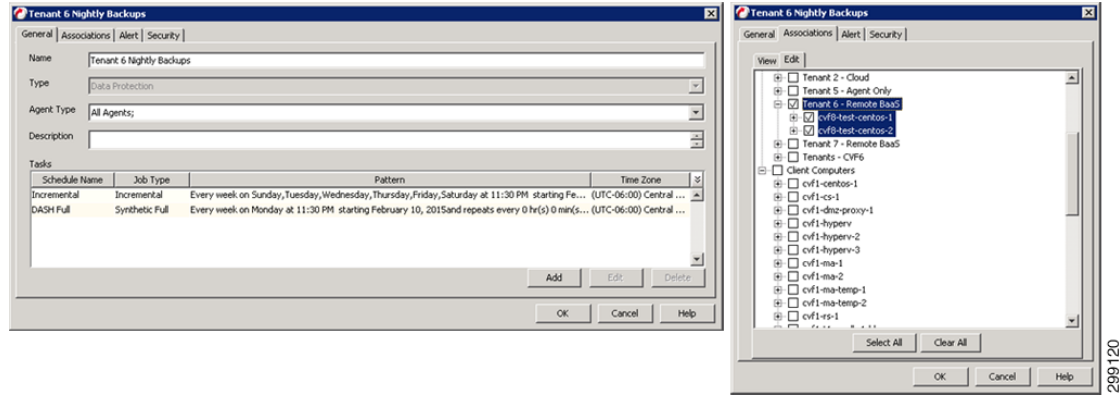 Tenant 6 Nightly Backups
General Associations Alert Security
Name Tenant 6 Nightly Backups
Type Data Protection
Agent Type All Agents;
Description
Tasks
Schedule Name Job Type Pattern Time Zone
Incremental Incremental Every week on Sunday,Tuesday,Wednesday,Thursday,Friday,Saturday at 11:30 PM starting Fe... (UTC-06:00) Central ...
DASH Full Synthetic Full Every week on Monday at 11:30 PM starting February 10, 2015and repeats every 0 hr(s) 0 min(s... (UTC-06:00) Central ...
Add Edit Delete
OK Cancel Help
Tenant 6 Nightly Backups
General Associations Alert Security
View Edit
Tenant 2 - Cloud
Tenant 5 - Agent Only
Tenant 6 - Remote BaaS
cvf8-test-centos-1
cvf8-test-centos-2
Tenant 7 - Remote BaaS
Tenants - CVF6
Client Computers
cvf1-centos-1
cvf1-cs-1
cvf1-dmz-proxy-1
cvf1-hyperv
cvf1-hyperv-2
cvf1-hyperv-3
cvf1-ma-1
cvf1-ma-2
cvf1-ma-temp-1
cvf1-ma-temp-2
cvf1-rs-1
Select All Clear All
OK Cancel Help
299120